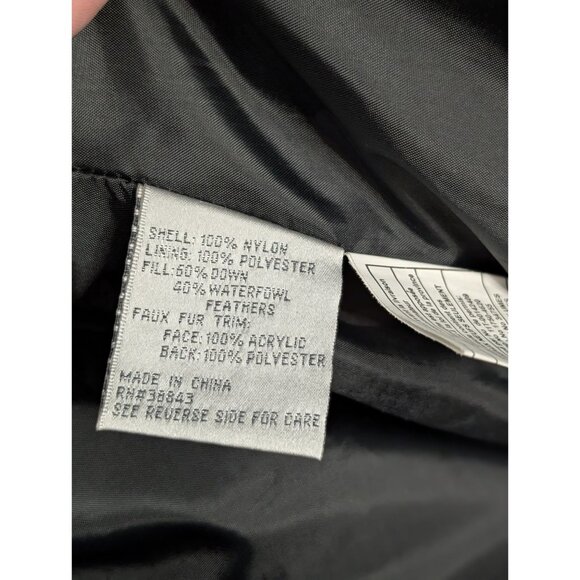 SHELL: 100% NYLON
LINING: 100% POLYESTER
FILL: 60% DOWN
40% WATERFOWL
FEATHERS
FAUX FUR TRIM:
FACE: 100% ACRYLIC
BACK: 100% POLYESTER
MADE IN CHINA
RN#38843
SEE REVERSE SIDE FOR CARE